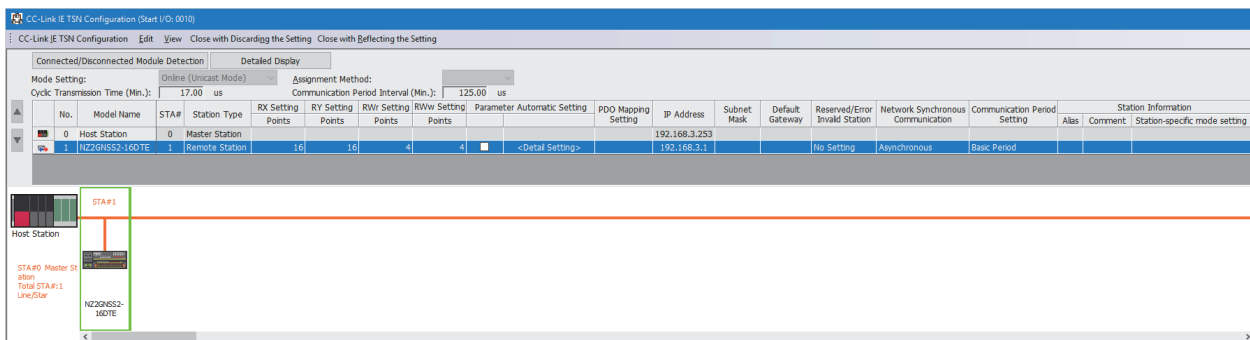 CC-Link IE TSN Configuration (Start I/O: 0010)
CC-Link IE TSN Configuration Edit View Close with Discarding the Setting Close with Reflecting the Setting
Connected/Disconnected Module Detection Detailed Display
Mode Setting: Online (Unicast Mode) Assignment Method:
Cyclic Transmission Time (Min.): 17.00 us Communication Period Interval (Min.): 125.00 us
No. Model Name STA# Station Type RX Setting RY Setting RWr Setting RWw Setting Parameter Automatic Setting PDO Mapping Setting IP Address Subnet Mask Default Gateway Reserved/Error Invalid Station Network Synchronous Communication Communication Period Setting Station Information
Points Points Points Points Alias Comment Station-specific mode setting
0 Host Station 0 Master Station 192.168.3.253
1 NZ2GNSS2-16DTE 1 Remote Station 16 16 4 4 <Detail Setting> 192.168.3.1 No Setting Asynchronous Basic Period
STA#1
Host Station
STA#0 Master St
ation
Total STA#:1
Line/Star
NZ2GNSS2-
16DTE